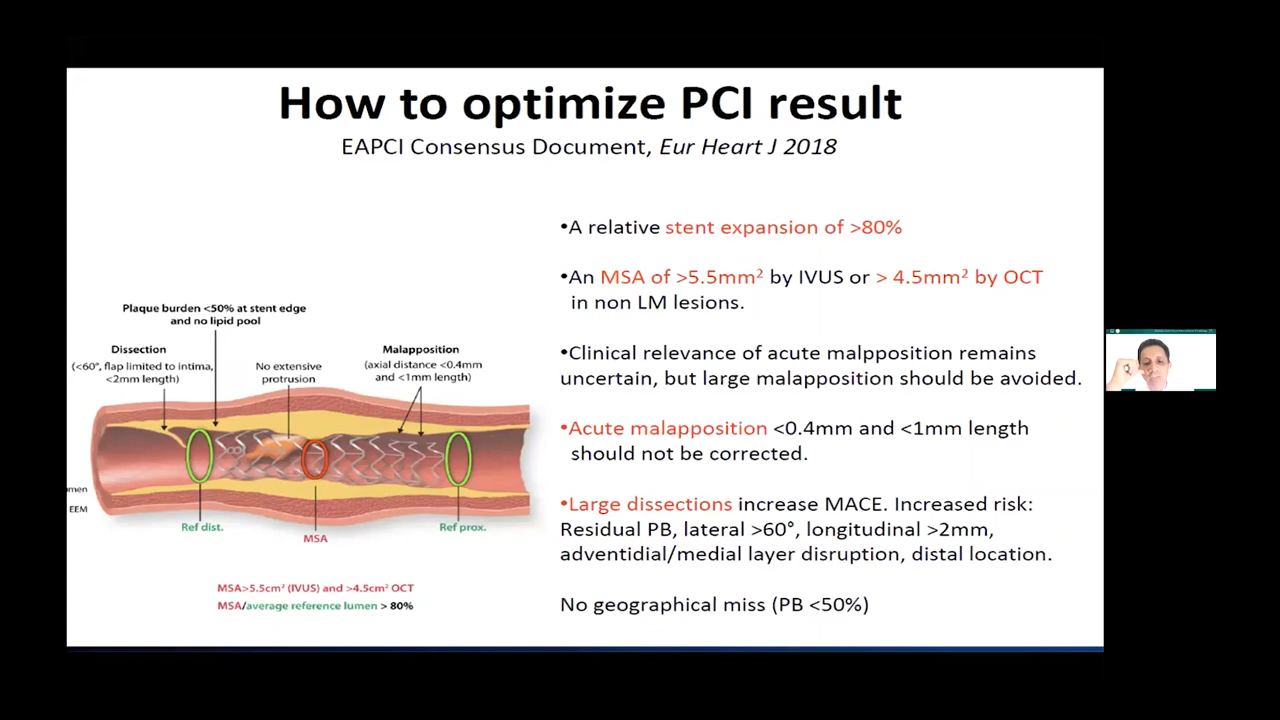 How to optimize PCI result
EAPCI Consensus Document, Eur Heart J 2018
Plaque burden <50% at stent edge
and no lipid pool
Dissection
(<60°, flap limited to intima,
<2mm length)
No extensive
protrusion
Malapposition
(axial distance <0.4mm
and <1mm length)
men
EEM
Ref dist.
MSA
Ref prox.
MSA>5.5cm² (IVUS) and >4.5cm² OCT
MSA/average reference lumen > 80%
•A relative stent expansion of >80%
•An MSA of >5.5mm² by IVUS or > 4.5mm² by OCT
in non LM lesions.
•Clinical relevance of acute malpposition remains
uncertain, but large malapposition should be avoided.
•Acute malapposition <0.4mm and <1mm length
should not be corrected.
•Large dissections increase MACE. Increased risk:
Residual PB, lateral >60°, longitudinal >2mm,
adventidial/medial layer disruption, distal location.
No geographical miss (PB <50%)